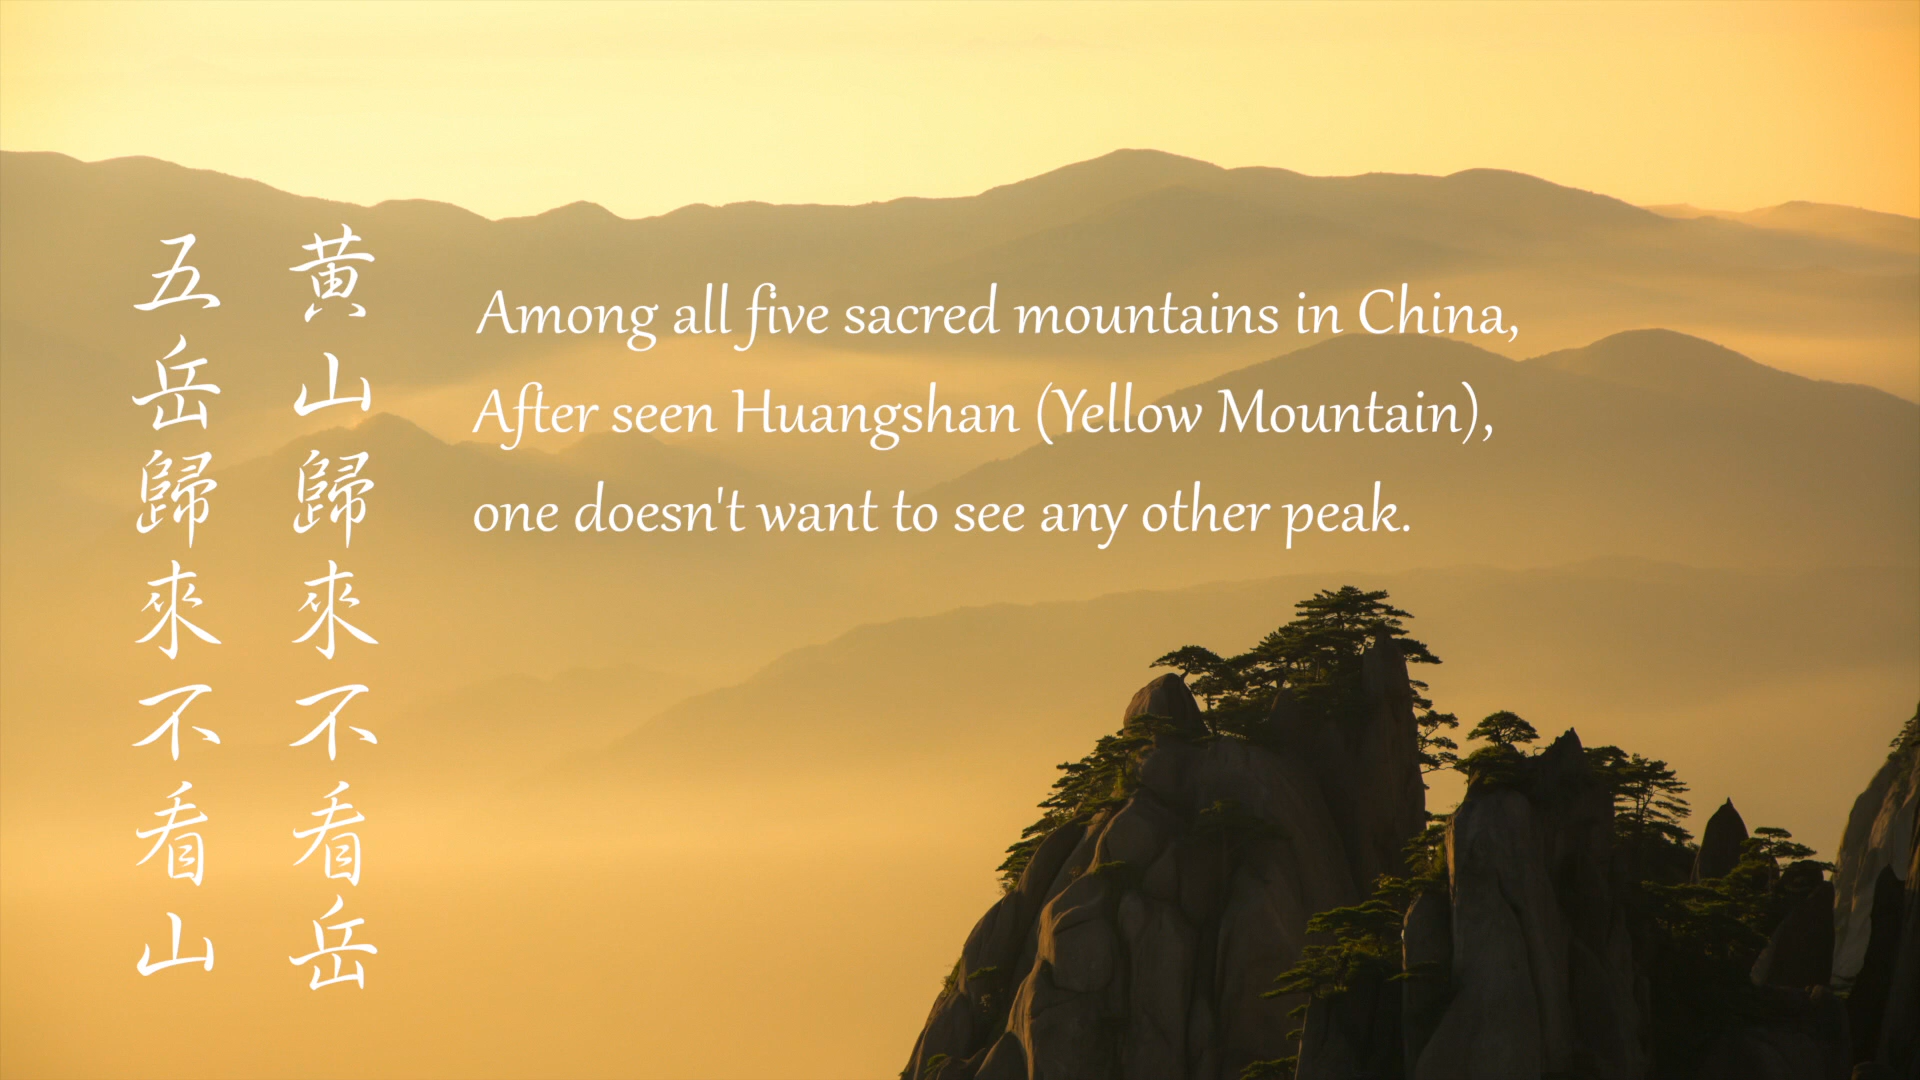 五岳歸來不看山
黄山歸來不看岳
Among all five sacred mountains in China,
After seen Huangshan (Yellow Mountain),
one doesn't want to see any other peak.